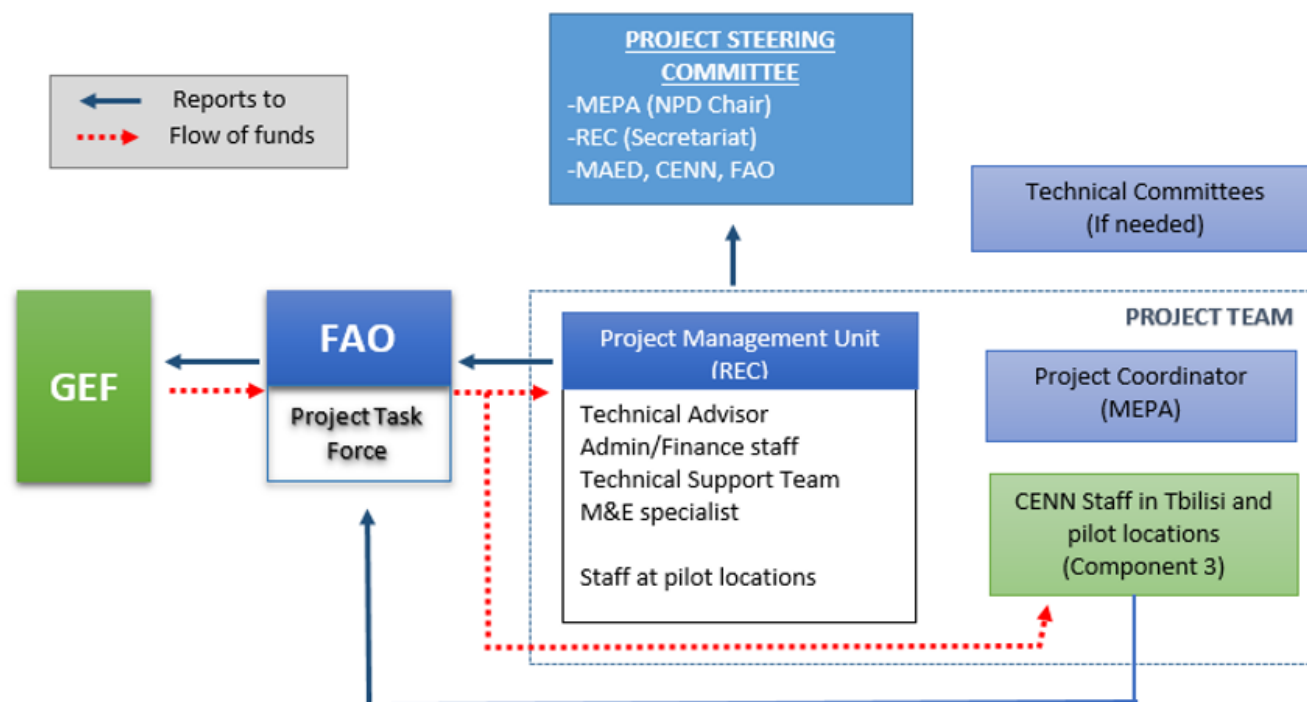 PROJECT STEERING
COMMITTEE
-MEPA (NPD Chair)
-REC (Secretariat)
-MAED, CENN, FAO
Reports to
Flow of funds
Technical Committees
(If needed)
GEF
FAO
Project Task
Force
Project Management Unit
(REC)
Technical Advisor
Admin/Finance staff
Technical Support Team
M&E specialist
Staff at pilot locations
PROJECT TEAM
Project Coordinator
(MEPA)
CENN Staff in Tbilisi and
pilot locations
(Component 3)